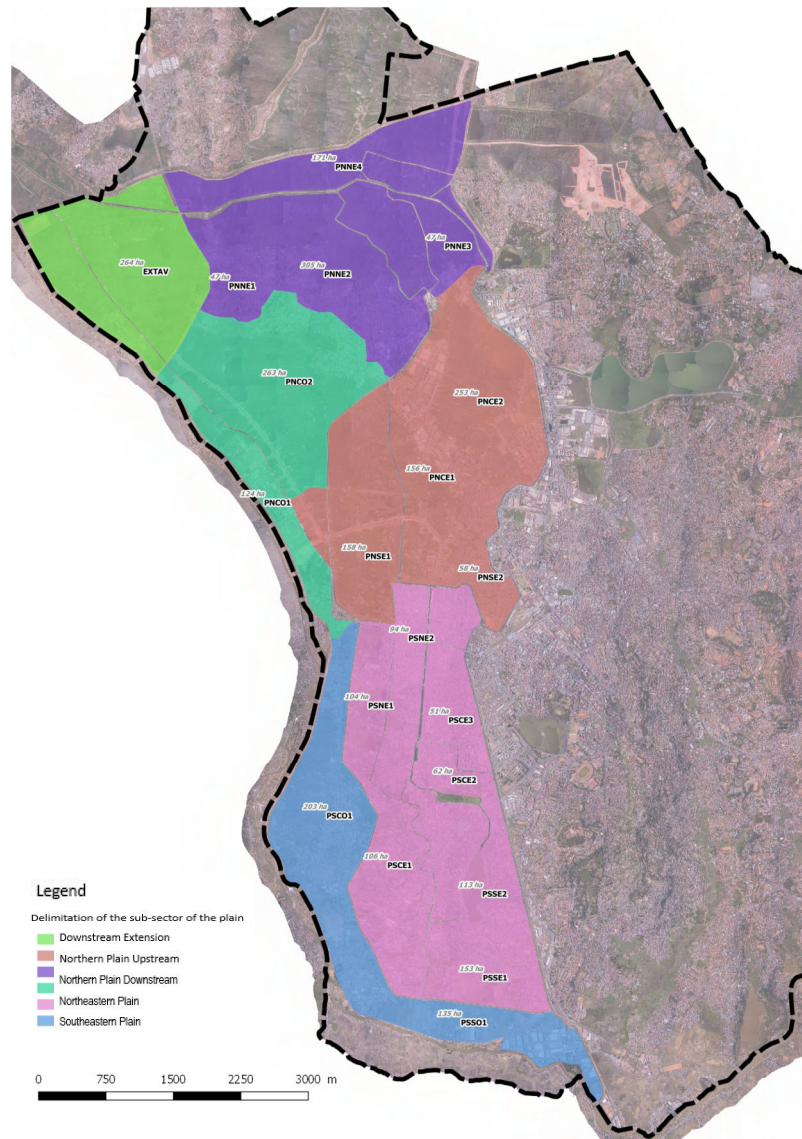 171 ha
PNNE4
47 ha
PNNE3
264 ha
EXTAV
47 ha
PNNE1
305 ha
PNNE2
263 ha
PNCO2
253 ha
PNCE2
156 ha
PNCE1
124 ha
PNCO1
158 ha
PNSE1
58 ha
PNSE2
94 ha
PSNE2
104 ha
PSNE1
51 ha
PSCE3
62 ha
PSCE2
203 ha
PSCO1
106 ha
PSCE1
113 ha
PSSE2
153 ha
PSSE1
135 ha
PSSO1
Legend
Delimitation of the sub-sector of the plain
Downstream Extension
Northern Plain Upstream
Northern Plain Downstream
Northeastern Plain
Southeastern Plain
0 750 1500 2250 3000 m